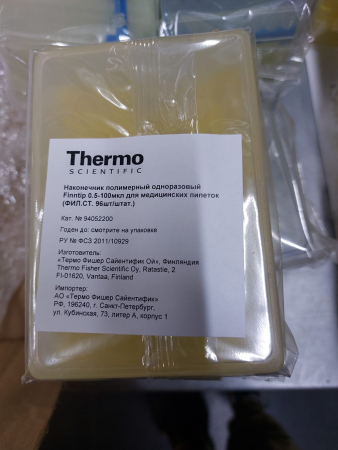 Thermo
SCIENTIFIC
Наконечник полимерный одноразовый
Finntip 0.5-100мкл для медицинских пипеток
(ФИЛ.СТ. 96шт/штат.)
Кат. № 94052200
Годен до: смотрите на упаковке
РУ № ФСЗ 2011/10929
Изготовитель:
«Термо Фишер Сайентифик Ой», Финляндия
Thermo Fisher Scientific Oy, Ratastie, 2
FI-01620, Vantaa, Finland
Импортер:
АО «Термо Фишер Сайентифик»
РФ, 196240, г. Санкт-Петербург,
ул. Кубинская, 73, литер А, корпус 1